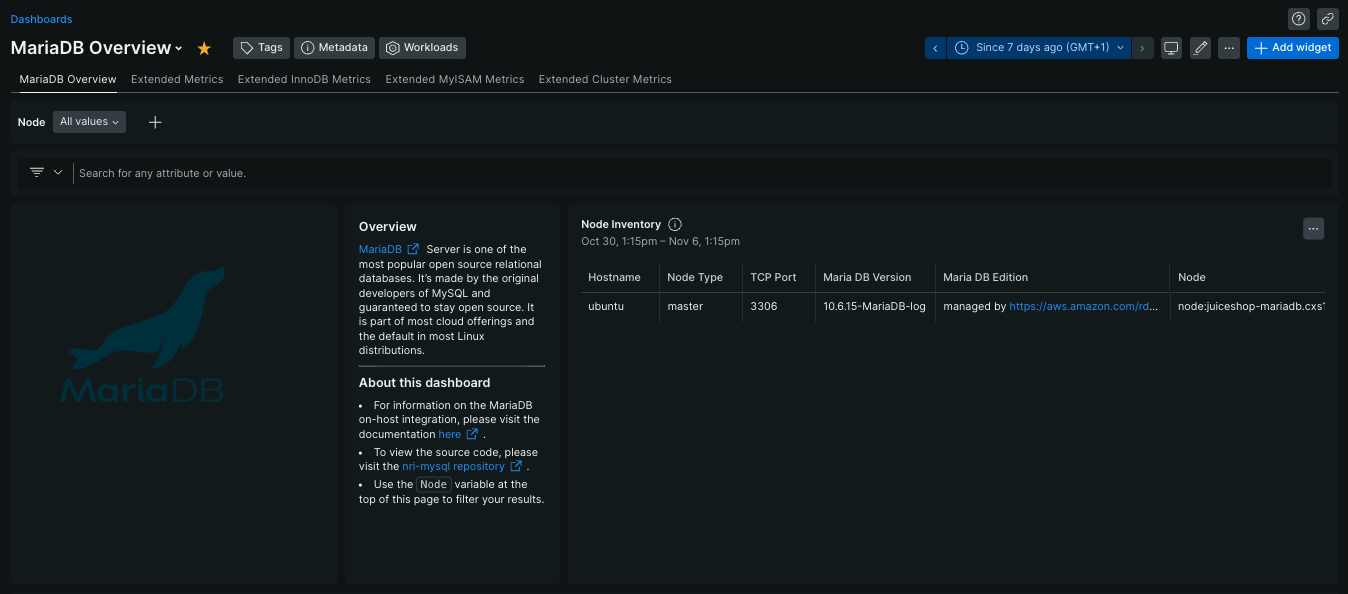 Dashboards
MariaDB Overview
Tags
Metadata
Workloads
Since 7 days ago (GMT+1)
...
Add widget
MariaDB Overview
Extended Metrics
Extended InnoDB Metrics
Extended MyISAM Metrics
Extended Cluster Metrics
Node
All values
Search for any attribute or value.
MariaDB
Overview
MariaDB Server is one of the
most popular open source relational
databases. It's made by the original
developers of MySQL and
guaranteed to stay open source. It
is part of most cloud offerings and
the default in most Linux
distributions.
About this dashboard
• For information on the MariaDB
on-host integration, please visit the
documentation here .
• To view the source code, please
visit the nri-mysql repository .
• Use the Node variable at the
top of this page to filter your results.
Node Inventory
Oct 30, 1:15pm – Nov 6, 1:15pm
...
Hostname Node Type TCP Port Maria DB Version Maria DB Edition Node
ubuntu master 3306 10.6.15-MariaDB-log managed by https://aws.amazon.com/rd... node:juiceshop-mariadb.cxs